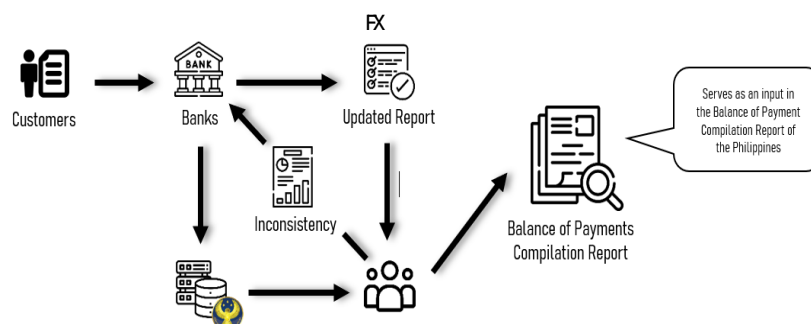 FX
BANK
Customers
Banks
Updated Report
Inconsistency
Serves as an input in
the Balance of Payment
Compilation Report of
the Philippines
Balance of Payments
Compilation Report